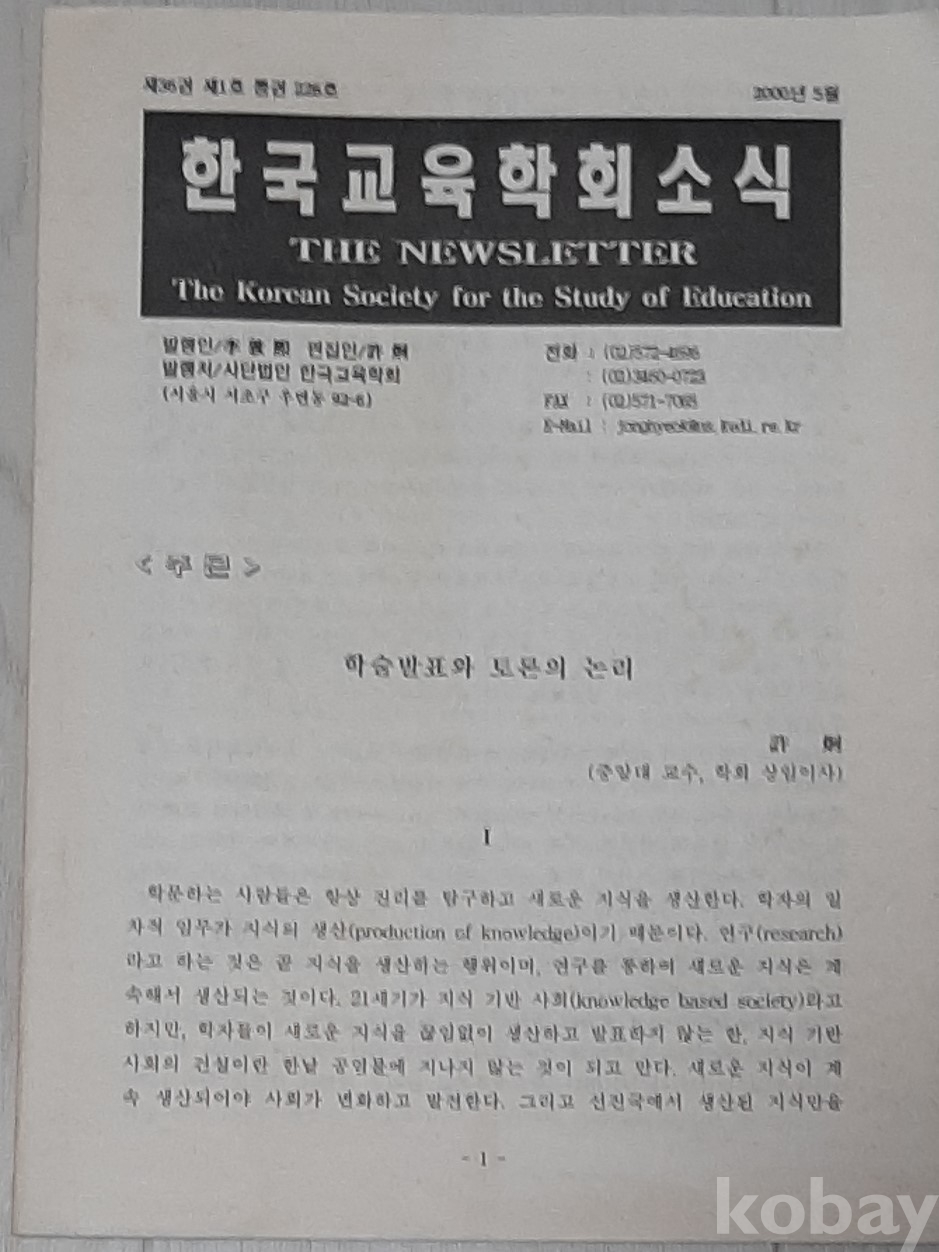 제36권 제1호 통권 126호
2000년 5월
한국교육학회소식
THE NEWSLETTER
The Korean Society for the Study of Education
발행인/李敦熙 편집인/許 炯
발행처/사단법인 한국교육학회
(서울시 서초구 우면동 92-6)
전화 : (02)572-4696
: (02)3460-0723
FAX : (02)571-7068
E-Mail :
학술발표와 토론의 논리
許 炯
(중앙대 교수, 학회 상임이사)
I
학문하는 사람들은 항상 진리를 탐구하고 새로운 지식을 생산한다. 학자의 일
차적 임무가 지식의 생산(production of knowledge)이기 때문이다. 연구(research)
라고 하는 것은 곧 지식을 생산하는 행위이며, 연구를 통하여 새로운 지식은 계
속해서 생산되는 것이다. 21세기가 지식 기반 사회(knowledge based society)라고
하지만, 학자들이 새로운 지식을 끊임없이 생산하고 발표하지 않는 한, 지식 기반
사회의 건설이란 한낱 공염불에 지나지 않는 것이 되고 만다. 새로운 지식이 계
속 생산되어야 사회가 변화하고 발전한다. 그리고 선진국에서 생산된 지식만을
- 1 -
kobay